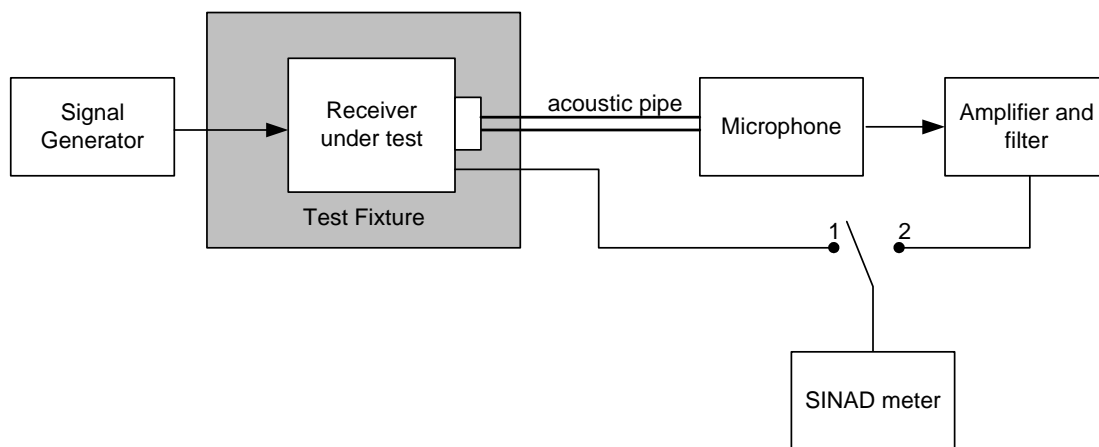 Signal
Generator
Receiver
under test
Test Fixture
acoustic pipe
Microphone
Amplifier and
filter
1
2
SINAD meter